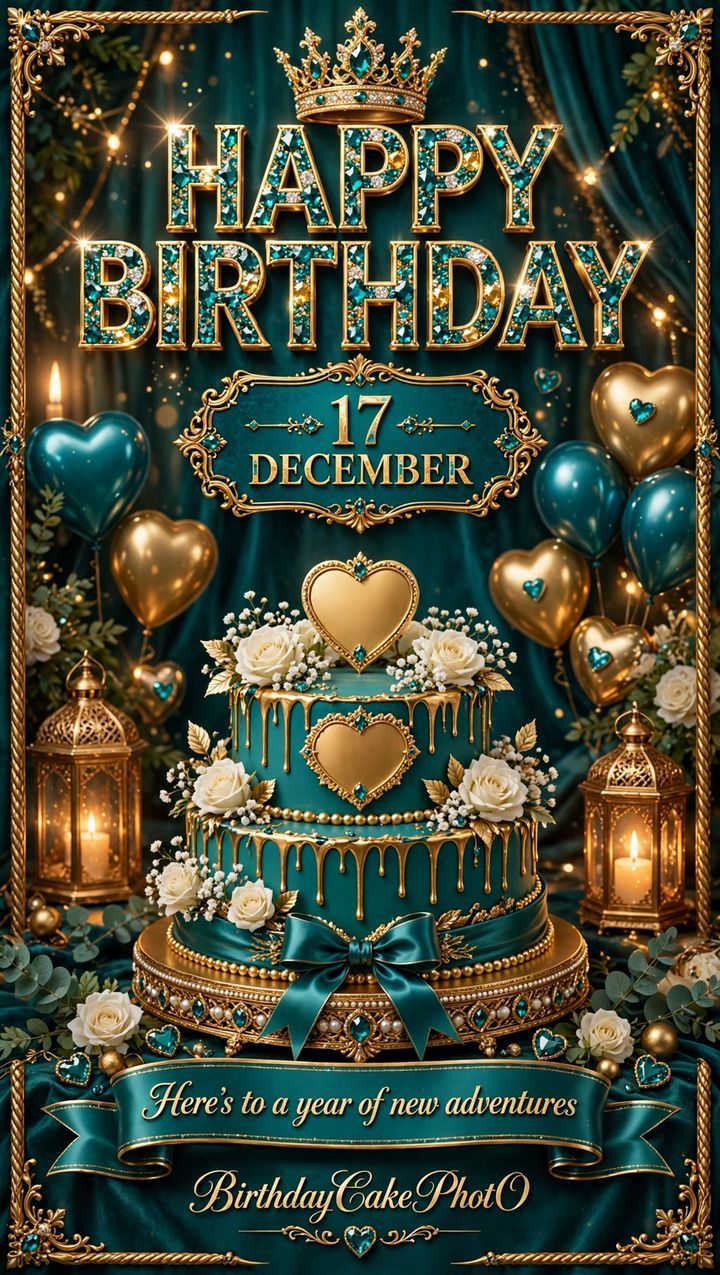 HAPPY
BIRTHDAY
17
DECEMBER
Here's to a year of new adventures
BirthdayCakePhotO